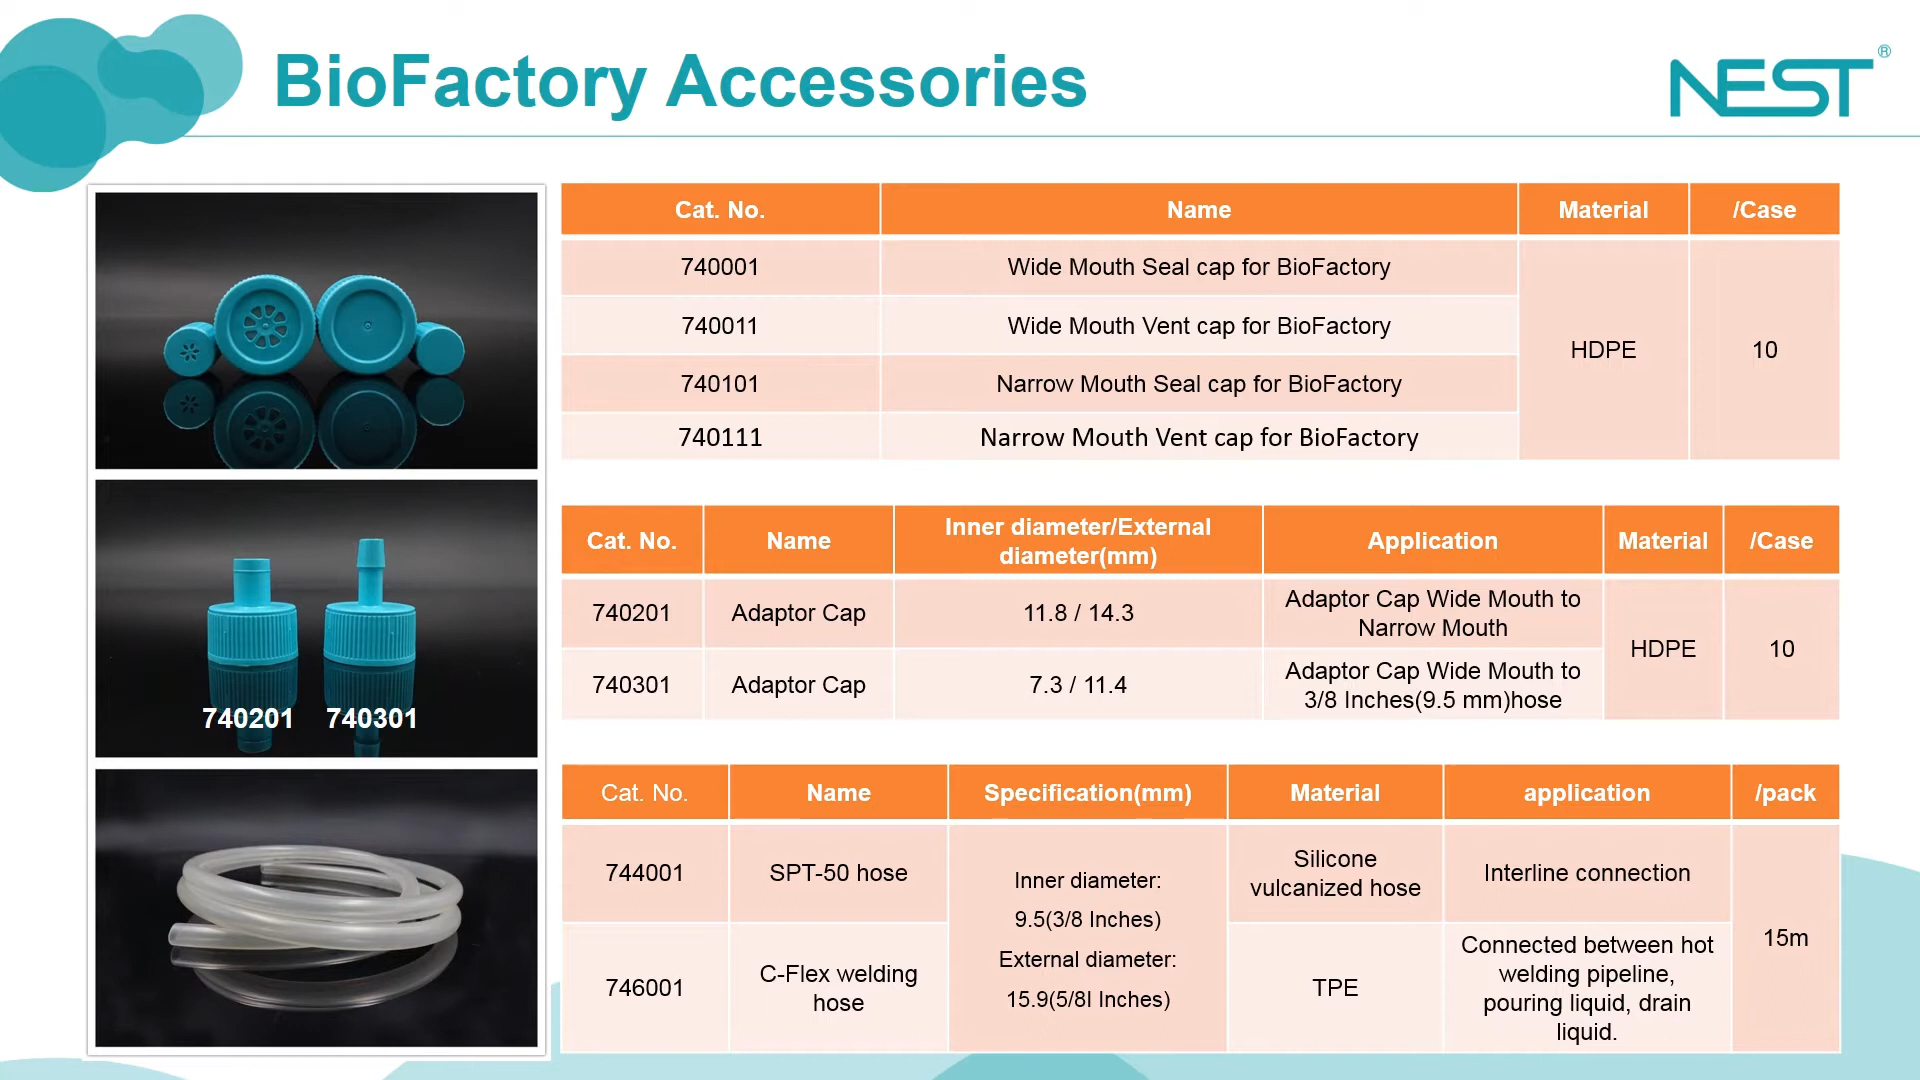 BioFactory Accessories
NEST®
Cat. No. Name Material /Case
740001 Wide Mouth Seal cap for BioFactory
740011 Wide Mouth Vent cap for BioFactory
740101 Narrow Mouth Seal cap for BioFactory
740111 Narrow Mouth Vent cap for BioFactory
HDPE 10
740201 740301
Cat. No. Name Inner diameter/External
diameter(mm) Application Material /Case
740201 Adaptor Cap 11.8 / 14.3 Adaptor Cap Wide Mouth to
Narrow Mouth
740301 Adaptor Cap 7.3 / 11.4 Adaptor Cap Wide Mouth to
3/8 Inches(9.5 mm)hose
HDPE 10
Cat. No. Name Specification(mm) Material application /pack
744001 SPT-50 hose
Inner diameter:
9.5(3/8 Inches)
External diameter:
15.9(5/8l Inches)
Silicone
vulcanized hose
Interline connection
746001 C-Flex welding
hose
TPE
Connected between hot
welding pipeline,
pouring liquid, drain
liquid.
15m